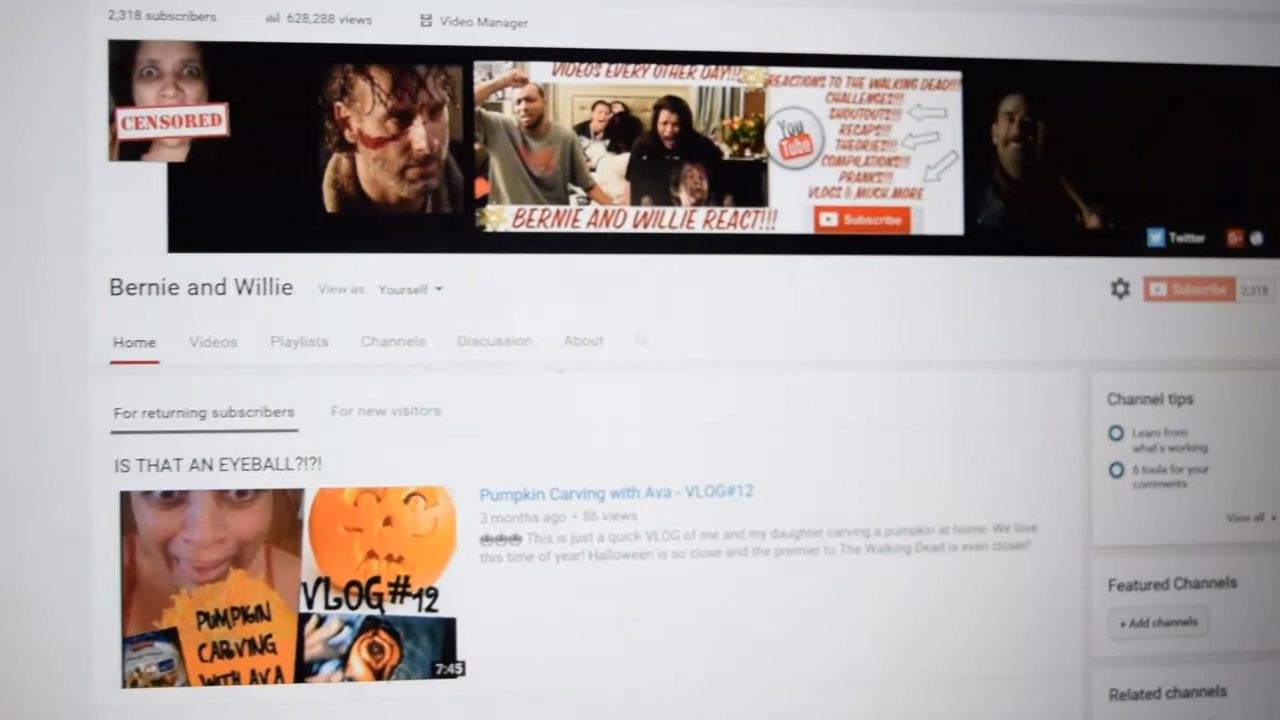 2,318 subscribers
628,288 views
Video Manager
CENSORED
VIDEOS EVERY OTHER DAY!!!
REACTIONS TO THE WALKING DEAD!!!
CHALLENGES!!!
SHOUTOUTS!!!
RECAPS!!!
THEORIES!!!
COMPILATIONS!!!
PRANKS!!!
VLOGS & MUCH MORE
You
Tube
BERNIE AND WILLIE REACT!!!
Subscribe
Twitter
Bernie and Willie
View as: Yourself
Subscribe 2,318
Home Videos Playlists Channels Discussion About
For returning subscribers
For new visitors
IS THAT AN EYEBALL?!?!
VLOG#12
PUMPKIN
CARVING
WITH AVA
7:45
Pumpkin Carving with Ava - VLOG#12
3 months ago • 86 views
This is just a quick VLOG of me and my daughter carving a pumpkin at home. We love
this time of year! Halloween is so close and the premier to The Walking Dead is even closer!
Channel tips
Learn from
what's working
6 tools for your
comments
View all
Featured Channels
+ Add channels
Related channels